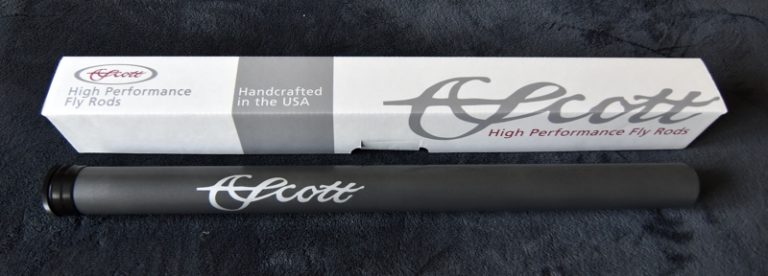 Scott
High Performance
Fly Rods
Handcrafted
in the USA
Scott
High Performance Fly Rods
Scott